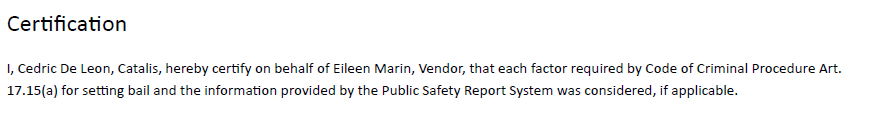 Certification
I, Cedric De Leon, Catalis, hereby certify on behalf of Eileen Marin, Vendor, that each factor required by Code of Criminal Procedure Art.
17.15(a) for setting bail and the information provided by the Public Safety Report System was considered, if applicable.